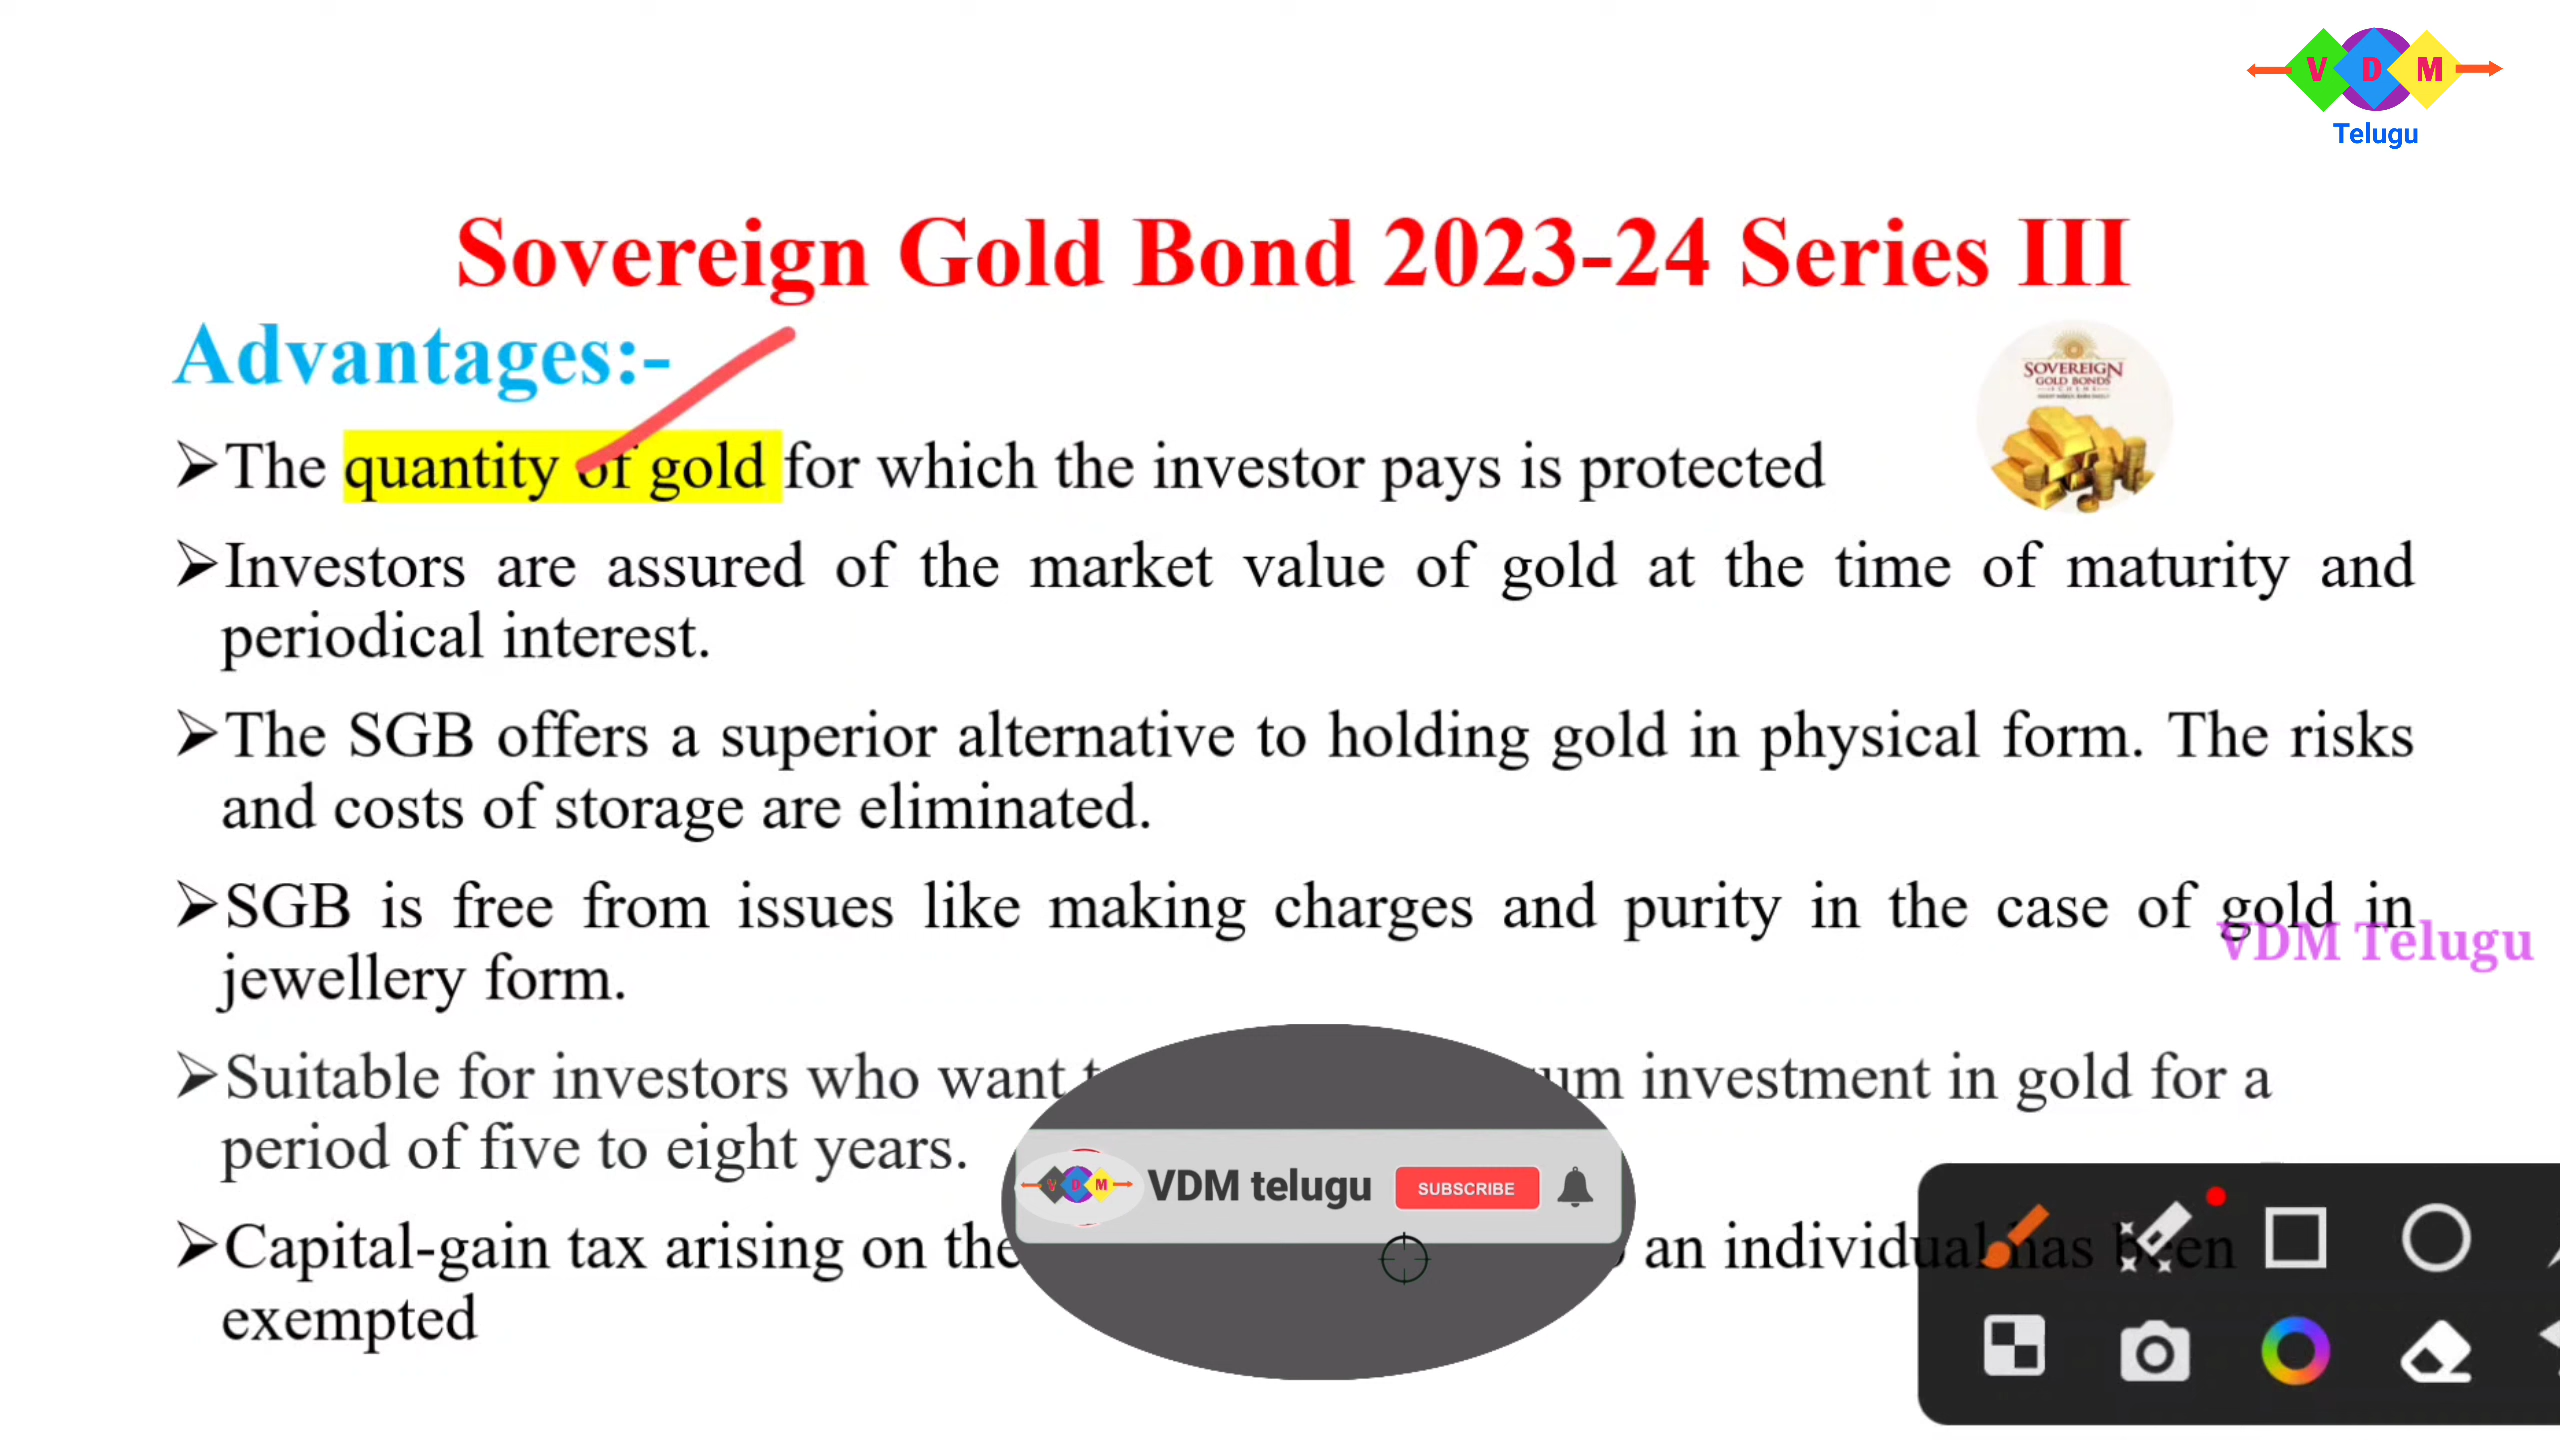 V D M
Telugu
Sovereign Gold Bond 2023-24 Series III
Advantages:-
SOVEREIGN
GOLD BONDS
➢The quantity of gold for which the investor pays is protected
➢Investors are assured of the market value of gold at the time of maturity and
periodical interest.
➢The SGB offers a superior alternative to holding gold in physical form. The risks
and costs of storage are eliminated.
➢SGB is free from issues like making charges and purity in the case of gold in
jewellery form.
VDM Telugu
➢Suitable for investors who want investment in gold for a
period of five to eight years.
V D M VDM telugu SUBSCRIBE
➢Capital-gain tax arising on the an individual has been
exempted